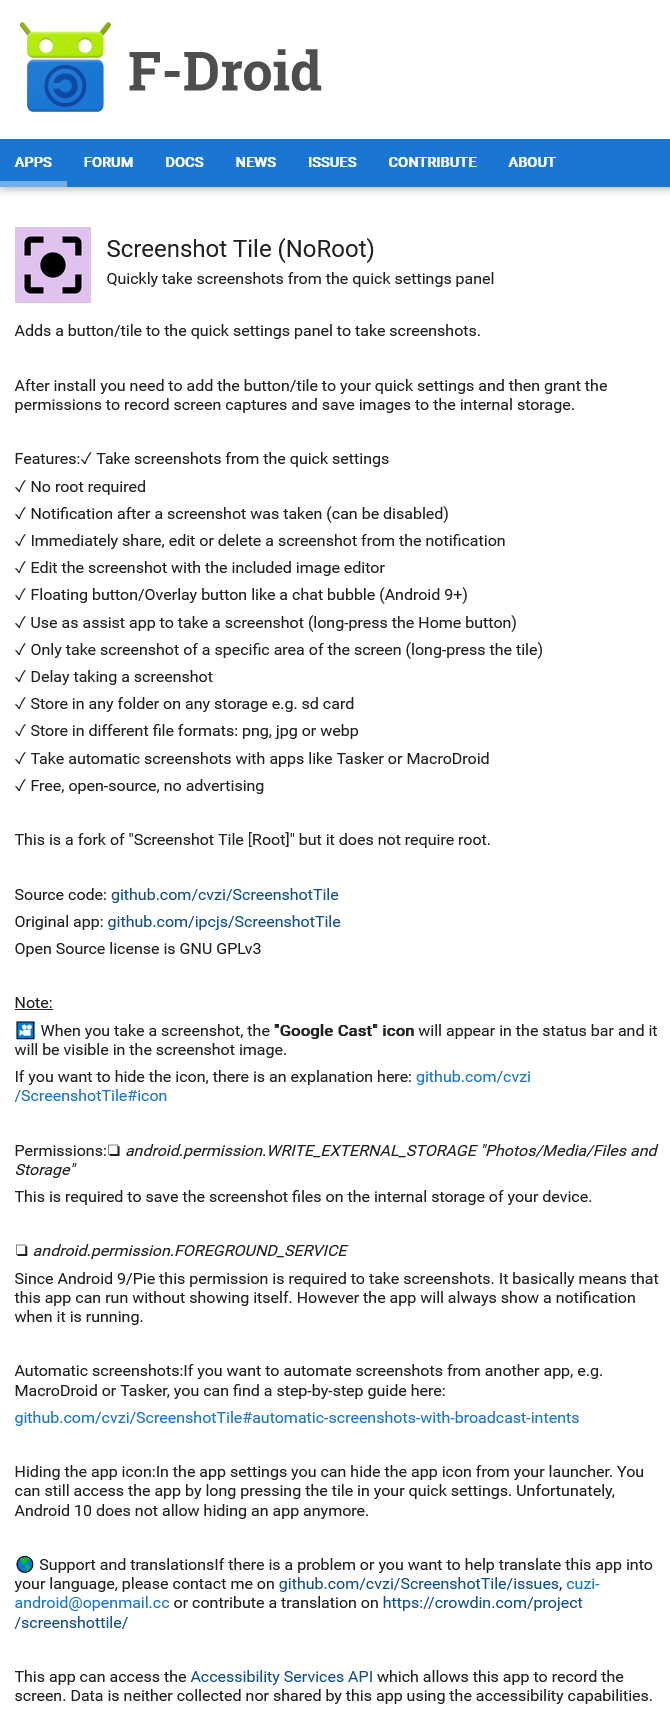 F-Droid
APPS FORUM DOCS NEWS ISSUES CONTRIBUTE ABOUT
Screenshot Tile (NoRoot)
Quickly take screenshots from the quick settings panel
Adds a button/tile to the quick settings panel to take screenshots.
After install you need to add the button/tile to your quick settings and then grant the
permissions to record screen captures and save images to the internal storage.
Features:✓ Take screenshots from the quick settings
✓ No root required
✓ Notification after a screenshot was taken (can be disabled)
✓ Immediately share, edit or delete a screenshot from the notification
✓ Edit the screenshot with the included image editor
✓ Floating button/Overlay button like a chat bubble (Android 9+)
✓ Use as assist app to take a screenshot (long-press the Home button)
✓ Only take screenshot of a specific area of the screen (long-press the tile)
✓ Delay taking a screenshot
✓ Store in any folder on any storage e.g. sd card
✓ Store in different file formats: png, jpg or webp
✓ Take automatic screenshots with apps like Tasker or MacroDroid
✓ Free, open-source, no advertising
This is a fork of "Screenshot Tile [Root]" but it does not require root.
Source code: github.com/cvzi/ScreenshotTile
Original app: github.com/ipcjs/ScreenshotTile
Open Source license is GNU GPLv3
Note:
🎦 When you take a screenshot, the "Google Cast" icon will appear in the status bar and it
will be visible in the screenshot image.
If you want to hide the icon, there is an explanation here: github.com/cvzi
/ScreenshotTile#icon
Permissions:❏ android.permission.WRITE_EXTERNAL_STORAGE "Photos/Media/Files and
Storage"
This is required to save the screenshot files on the internal storage of your device.
❏ android.permission.FOREGROUND_SERVICE
Since Android 9/Pie this permission is required to take screenshots. It basically means that
this app can run without showing itself. However the app will always show a notification
when it is running.
Automatic screenshots:If you want to automate screenshots from another app, e.g.
MacroDroid or Tasker, you can find a step-by-step guide here:
github.com/cvzi/ScreenshotTile#automatic-screenshots-with-broadcast-intents
Hiding the app icon:In the app settings you can hide the app icon from your launcher. You
can still access the app by long pressing the tile in your quick settings. Unfortunately,
Android 10 does not allow hiding an app anymore.
🌎 Support and translationsIf there is a problem or you want to help translate this app into
your language, please contact me on github.com/cvzi/ScreenshotTile/issues, cuzi-
android@openmail.cc or contribute a translation on https://crowdin.com/project
/screenshottile/
This app can access the Accessibility Services API which allows this app to record the
screen. Data is neither collected nor shared by this app using the accessibility capabilities.